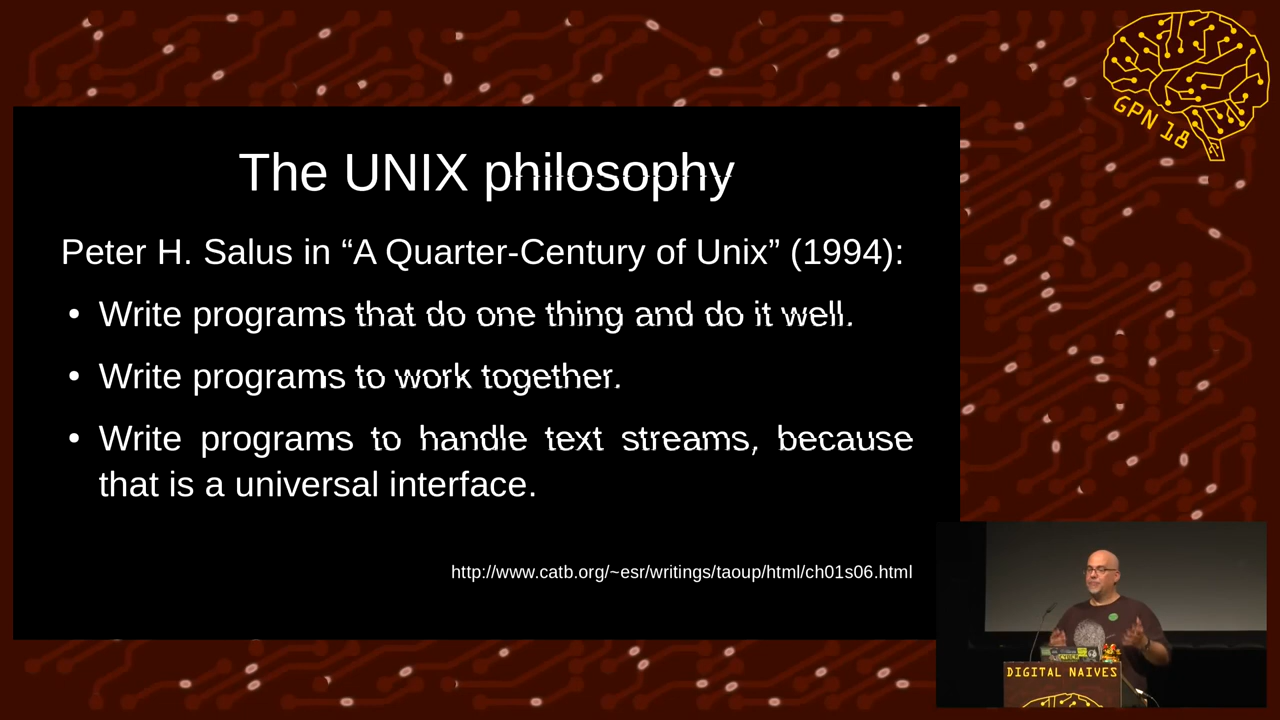 GPN 18
The UNIX philosophy
Peter H. Salus in “A Quarter-Century of Unix” (1994):
• Write programs that do one thing and do it well.
• Write programs to work together.
• Write programs to handle text streams, because
that is a universal interface.
http://www.catb.org/~esr/writings/taoup/html/ch01s06.html
DIGITAL NAIVES